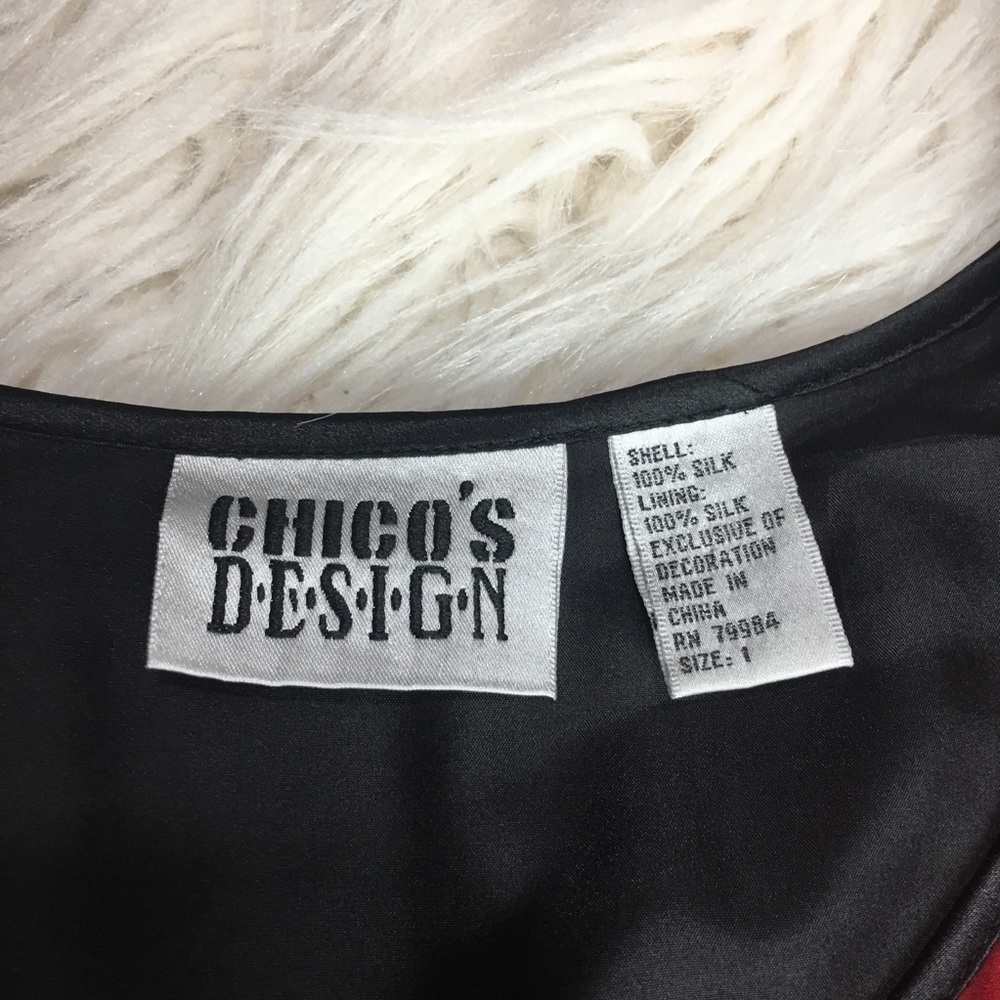 CHICO'S
D·E·S·I·G·N
SHELL:
100% SILK
LINING:
100% SILK
EXCLUSIVE OF
DECORATION
MADE IN
CHINA
RN 79984
SIZE: 1